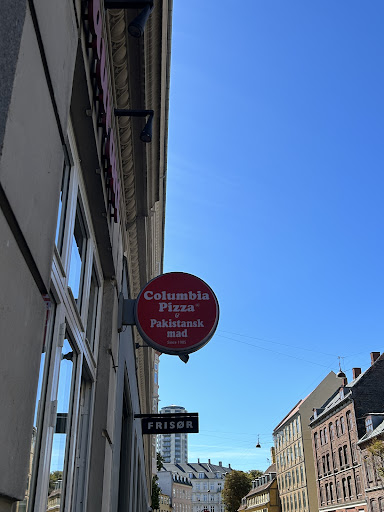 Columbia
Pizza
&
Pakistansk
mad
FRISØR